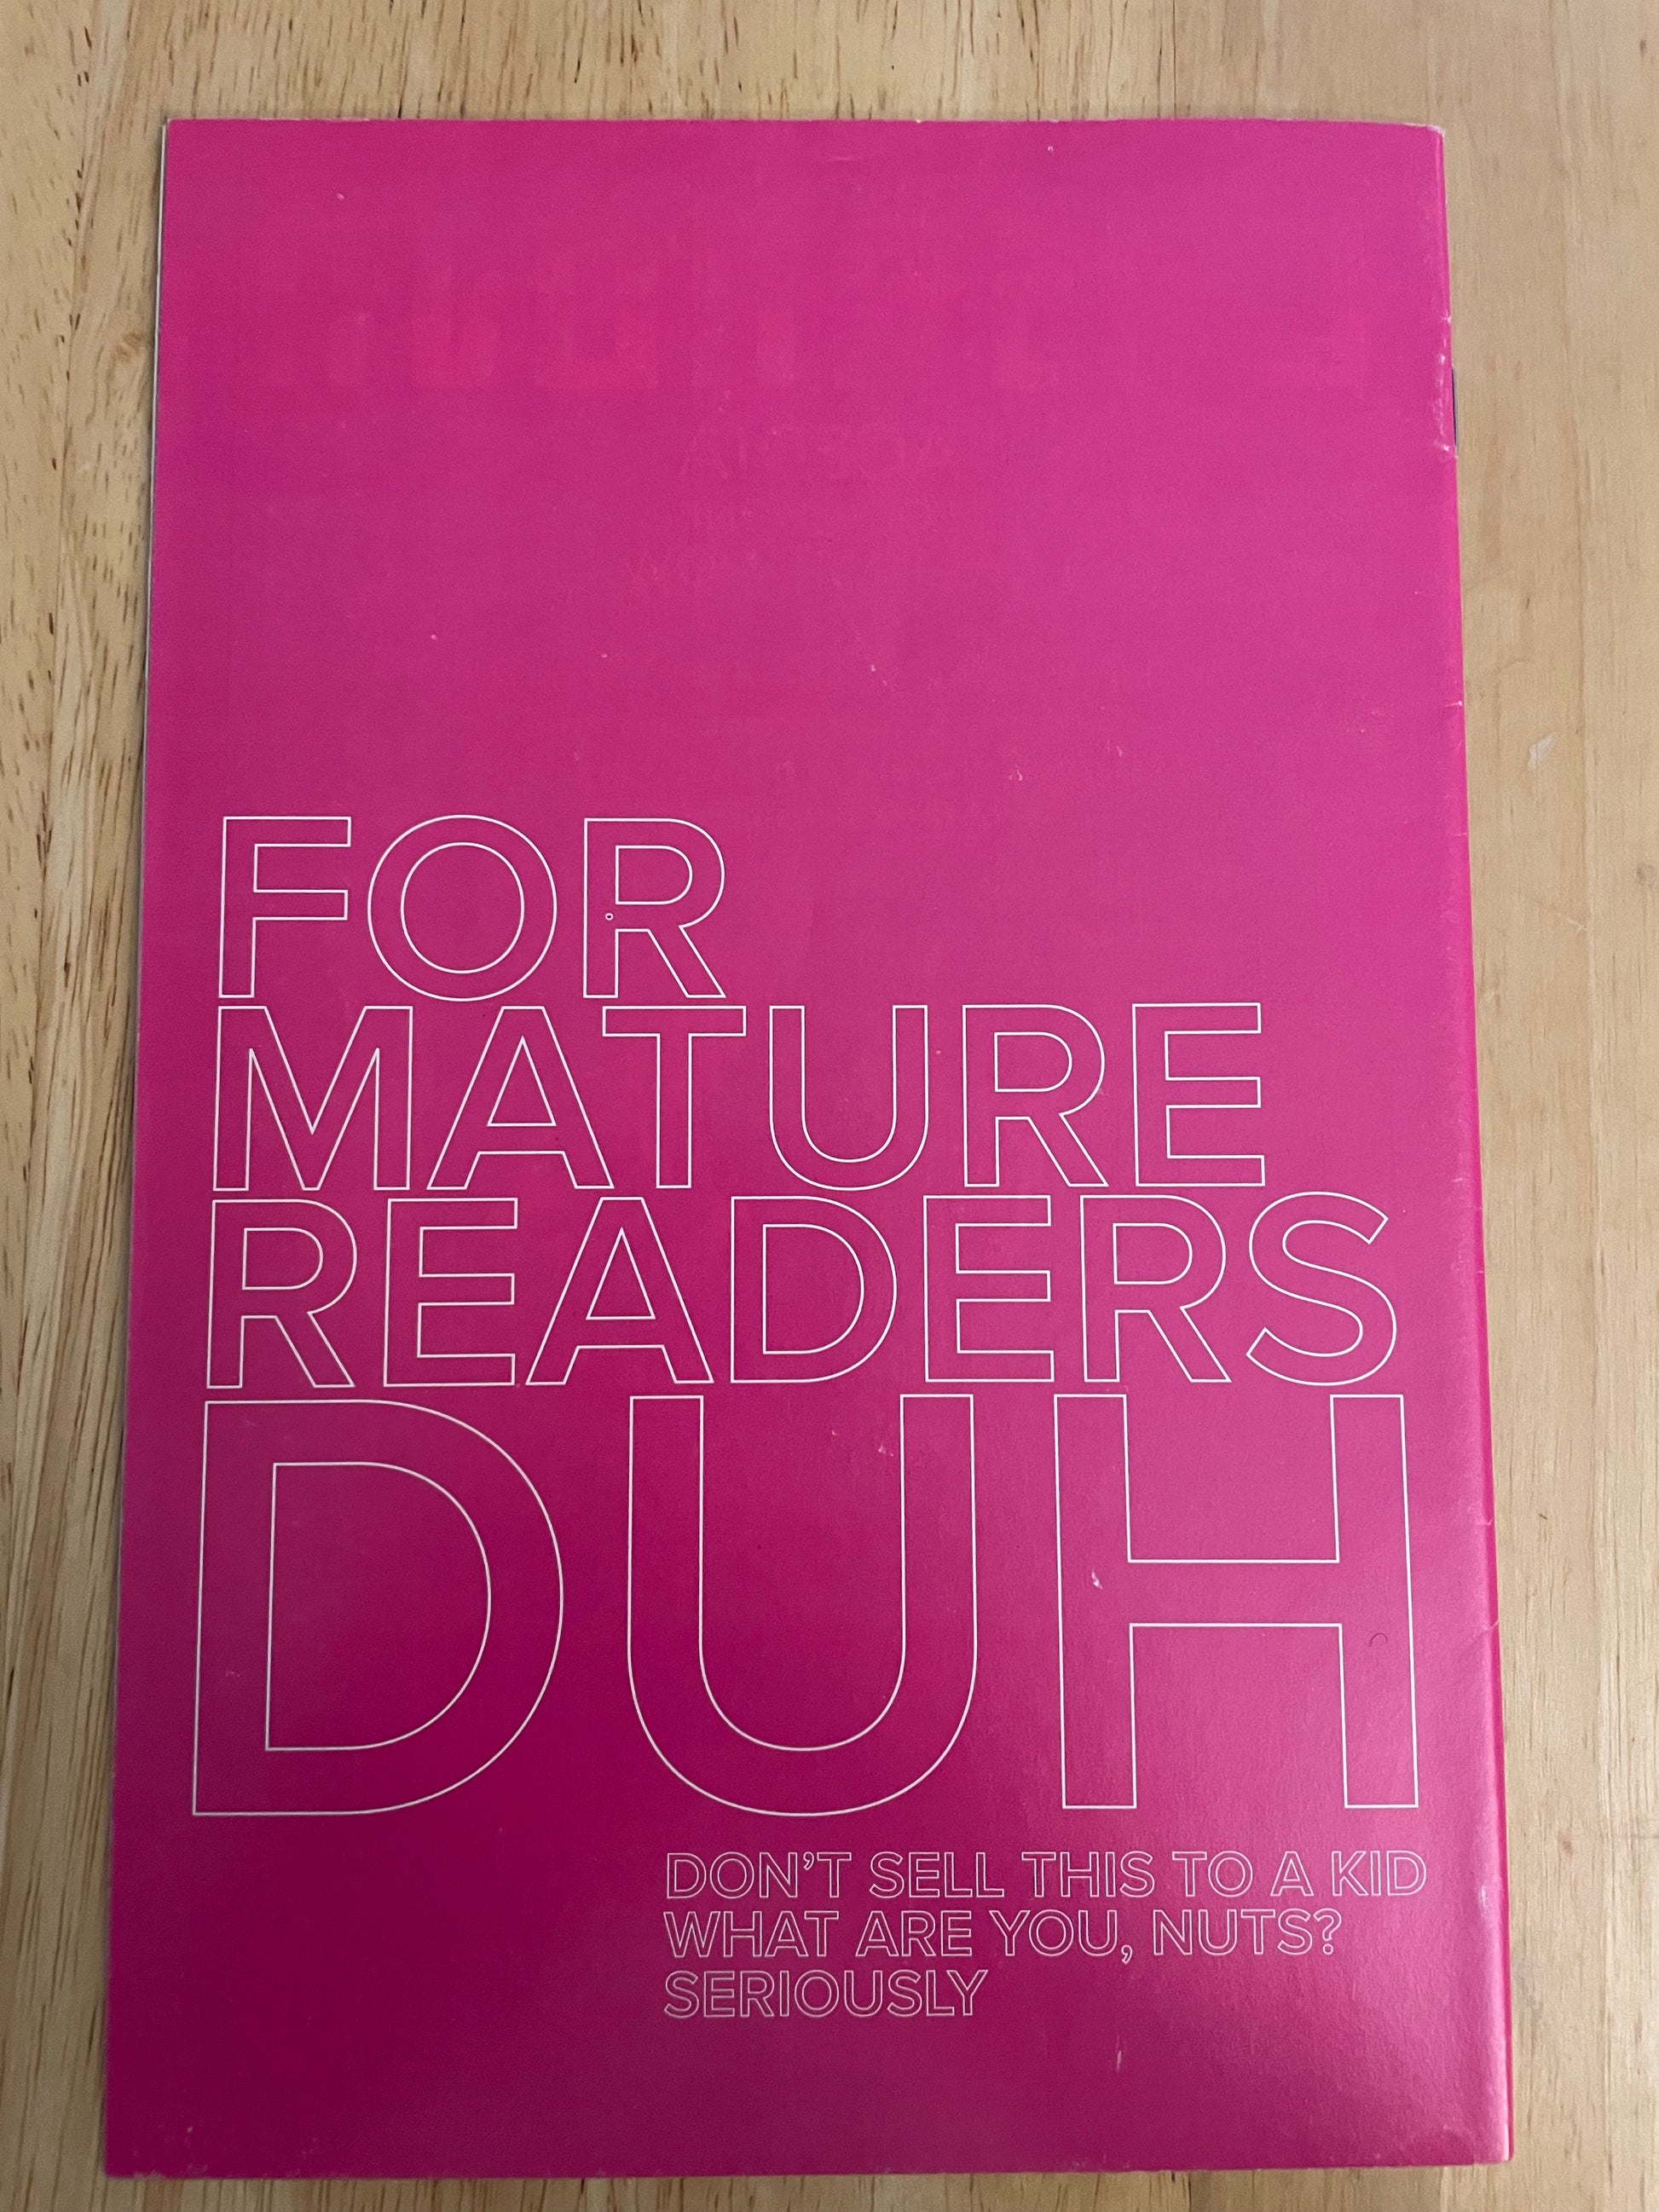 FOR
MATURE
READERS
DUH
DON'T SELL THIS TO A KID
WHAT ARE YOU, NUTS?
SERIOUSLY